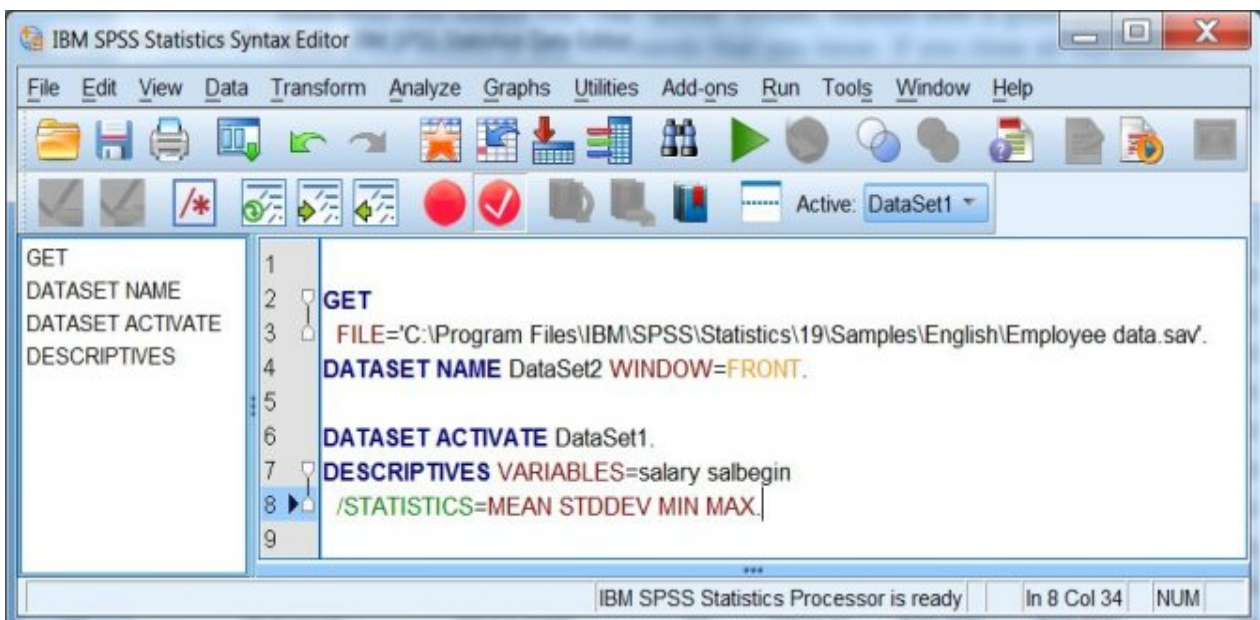 IBM SPSS Statistics Syntax Editor
File Edit View Data Transform Analyze Graphs Utilities Add-ons Run Tools Window Help
/*
Active: DataSet1
GET
DATASET NAME
DATASET ACTIVATE
DESCRIPTIVES
1
2 GET
3 FILE='C:\Program Files\IBM\SPSS\Statistics\19\Samples\English\Employee data.sav'.
4 DATASET NAME DataSet2 WINDOW=FRONT.
5
6 DATASET ACTIVATE DataSet1.
7 DESCRIPTIVES VARIABLES=salary salbegin
8 /STATISTICS=MEAN STDDEV MIN MAX.
9
IBM SPSS Statistics Processor is ready In 8 Col 34 NUM